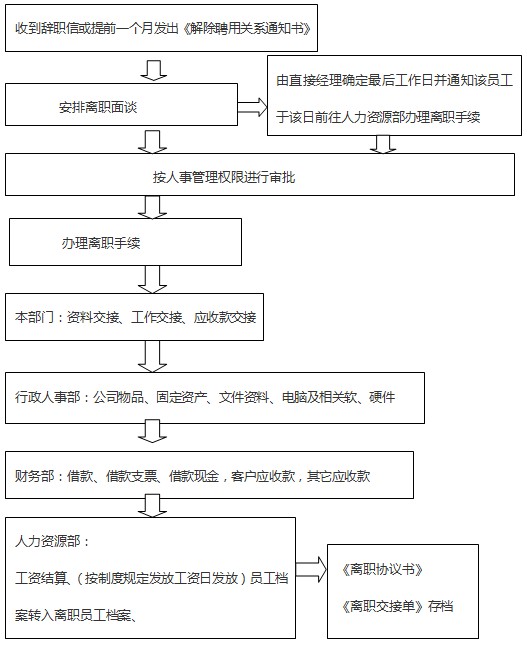 收到辞职信或提前一个月发出《解除聘用关系通知书》
安排离职面谈
由直接经理确定最后工作日并通知该员工
于该日前往人力资源部办理离职手续
按人事管理权限进行审批
办理离职手续
本部门：资料交接、工作交接、应收款交接
行政人事部：公司物品、固定资产、文件资料、电脑及相关软、硬件
财务部：借款、借款支票、借款现金，客户应收款，其它应收款
人力资源部：
工资结算、（按制度规定发放工资日发放）员工档
案转入离职员工档案、
《离职协议书》
《离职交接单》存档